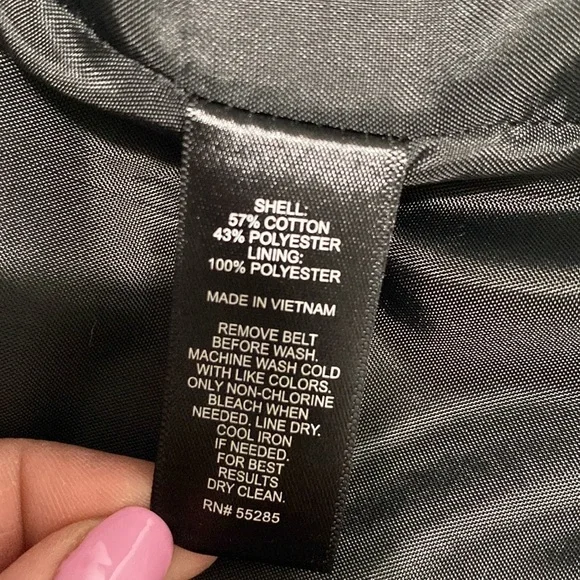 SHELL:
57% COTTON
43% POLYESTER
LINING:
100% POLYESTER
MADE IN VIETNAM
REMOVE BELT
BEFORE WASH.
MACHINE WASH COLD
WITH LIKE COLORS.
ONLY NON-CHLORINE
BLEACH WHEN
NEEDED. LINE DRY.
COOL IRON
IF NEEDED.
FOR BEST
RESULTS
DRY CLEAN.
RN# 55285